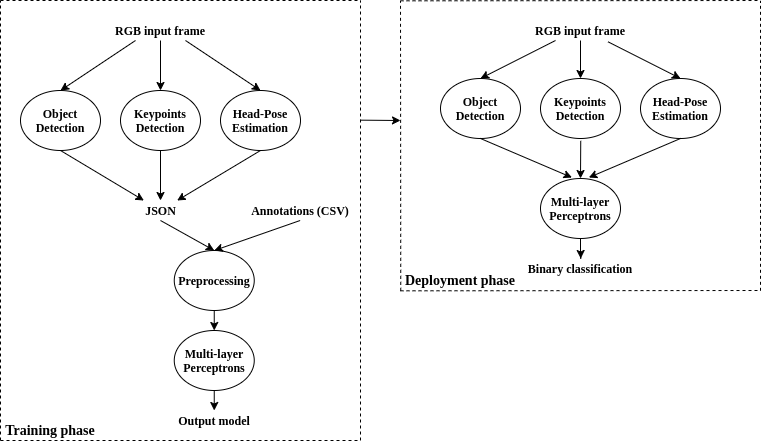 RGB input frame
Object
Detection
Keypoints
Detection
Head-Pose
Estimation
JSON
Annotations (CSV)
Preprocessing
Multi-layer
Perceptrons
Output model
Training phase
RGB input frame
Object
Detection
Keypoints
Detection
Head-Pose
Estimation
Multi-layer
Perceptrons
Binary classification
Deployment phase